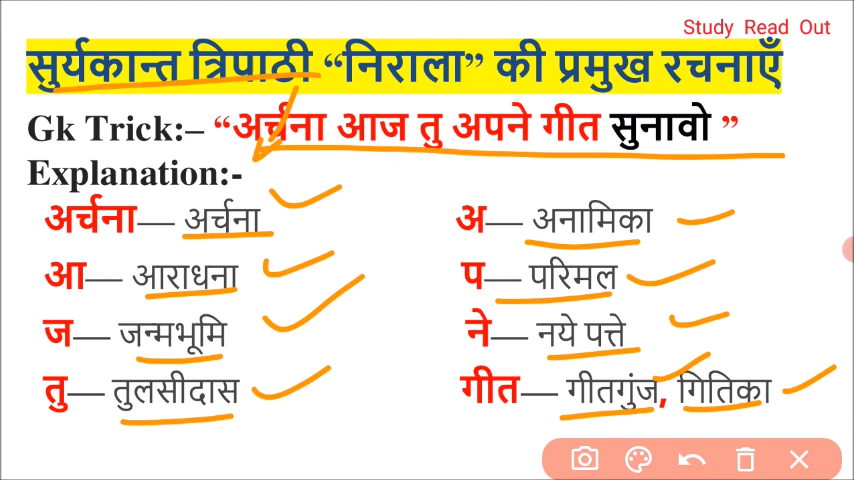 Study Read Out
सुर्यकान्त त्रिपाठी “निराला” की प्रमुख रचनाएँ
Gk Trick:– “अर्चना आज तु अपने गीत सुनावो ”
Explanation:-
अर्चना— अर्चना
आ— आराधना
ज— जन्मभूमि
तु— तुलसीदास
अ— अनामिका
प— परिमल
ने— नये पत्ते
गीत— गीतगुंज, गितिका